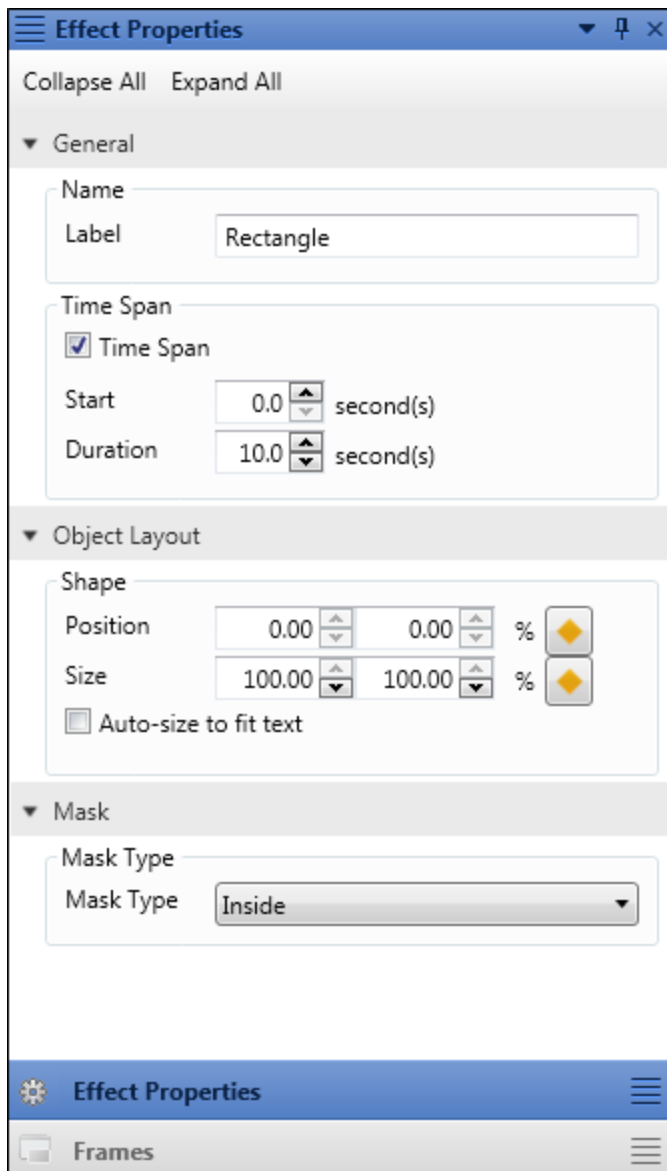 Effect Properties
Collapse All Expand All
General
Name
Label Rectangle
Time Span
Time Span
Start 0.0 second(s)
Duration 10.0 second(s)
Object Layout
Shape
Position 0.00 0.00 %
Size 100.00 100.00 %
Auto-size to fit text
Mask
Mask Type
Mask Type Inside
Effect Properties
Frames